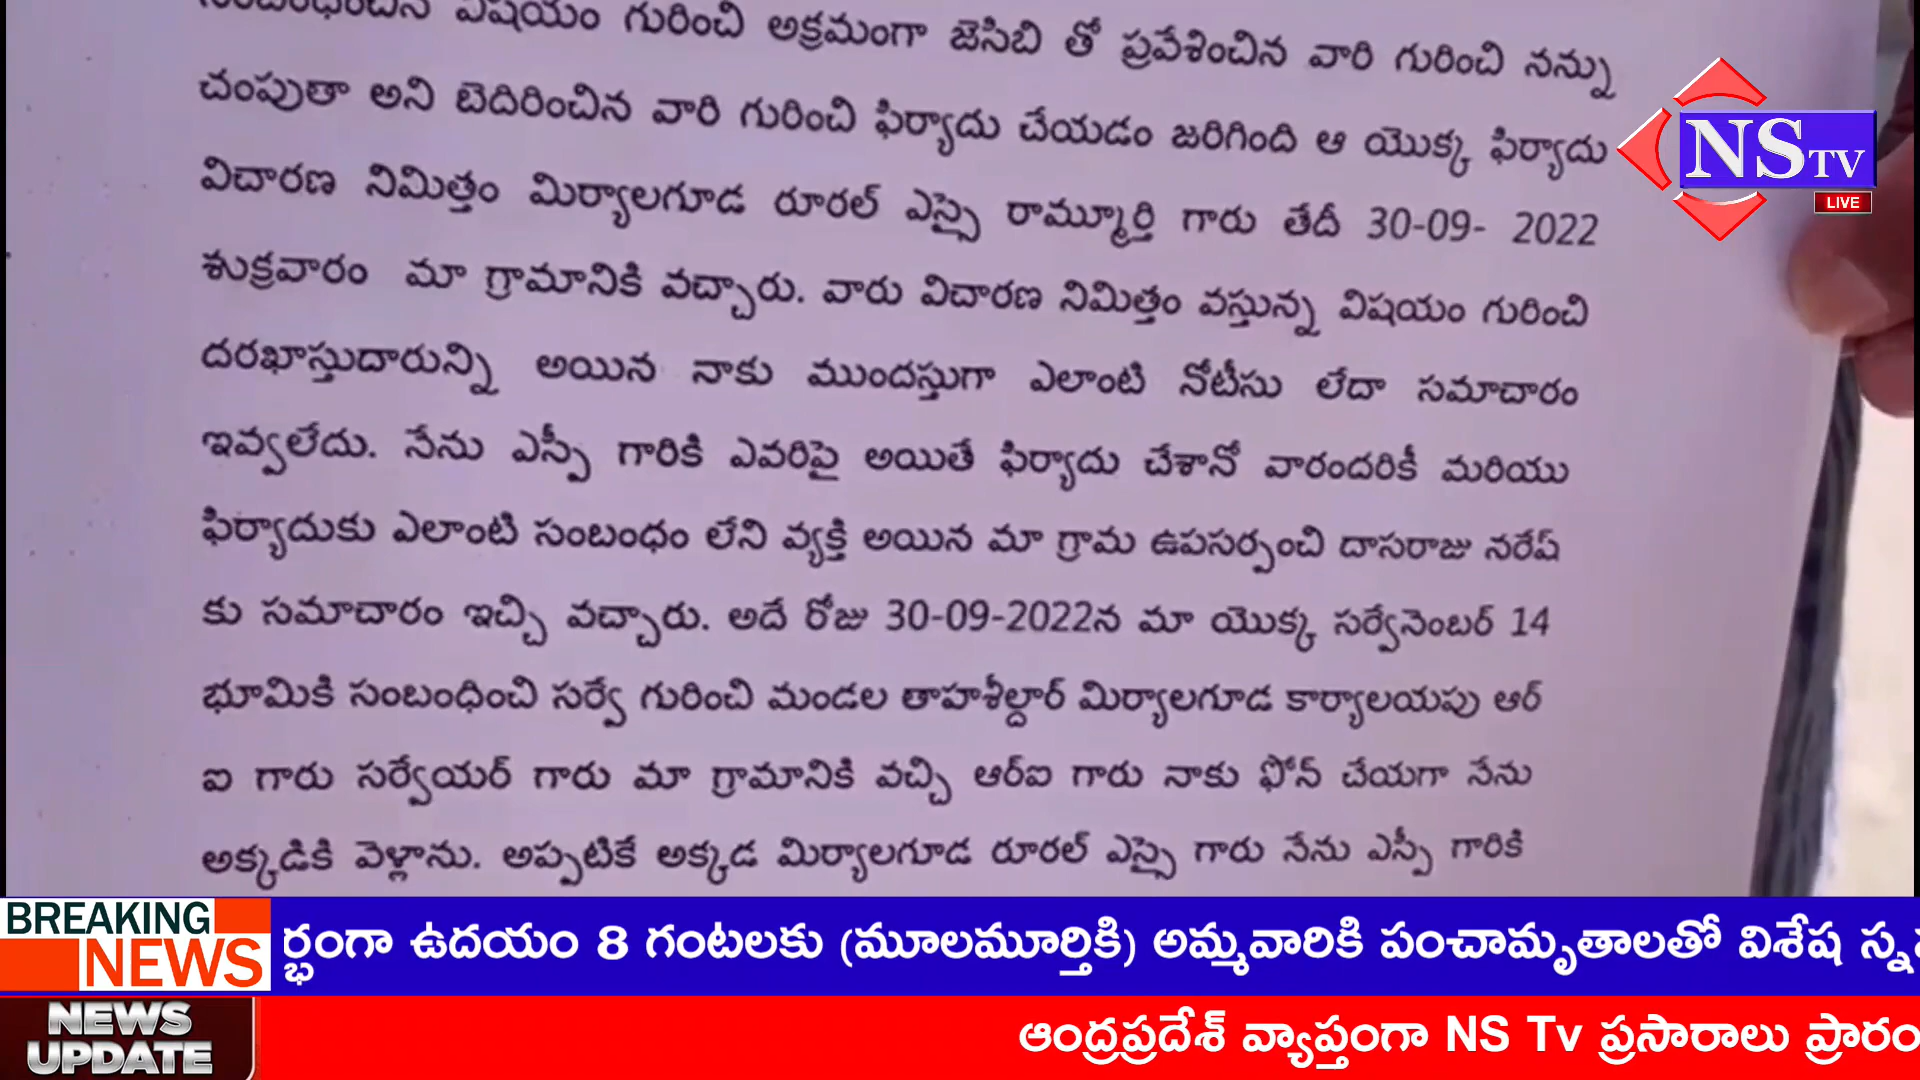 విషయం గురించి అక్రమంగా జెసిబి తో ప్రవేశించిన వారి గురించి నన్ను
చంపుతా అని బెదిరించిన వారి గురించి ఫిర్యాదు చేయడం జరిగింది ఆ యొక్క ఫిర్యాదు
విచారణ నిమిత్తం మిర్యాలగూడ రూరల్ ఎస్సై రామ్మూర్తి గారు తేదీ 30-09- 2022
శుక్రవారం మా గ్రామానికి వచ్చారు. వారు విచారణ నిమిత్తం వస్తున్న విషయం గురించి
దరఖాస్తుదారున్ని అయిన నాకు ముందస్తుగా ఎలాంటి నోటీసు లేదా సమాచారం
ఇవ్వలేదు. నేను ఎస్పీ గారికి ఎవరిపై అయితే ఫిర్యాదు చేశానో వారందరికీ మరియు
ఫిర్యాదుకు ఎలాంటి సంబంధం లేని వ్యక్తి అయిన మా గ్రామ ఉపసర్పంచి దాసరాజు నరేష్
కు సమాచారం ఇచ్చి వచ్చారు. అదే రోజు 30-09-2022న మా యొక్క సర్వేనెంబర్ 14
భూమికి సంబంధించి సర్వే గురించి మండల తాహశీల్దార్ మిర్యాలగూడ కార్యాలయపు ఆర్
ఐ గారు సర్వేయర్ గారు మా గ్రామానికి వచ్చి ఆర్ఐ గారు నాకు ఫోన్ చేయగా నేను
అక్కడికి వెళ్లాను. అప్పటికే అక్కడ మిర్యాలగూడ రూరల్ ఎస్సై గారు నేను ఎస్పీ గారికి
NS TV
LIVE
BREAKING
NEWS
ర్భంగా ఉదయం 8 గంటలకు (మూలమూర్తికి) అమ్మవారికి పంచామృతాలతో విశేష
NEWS
UPDATE
ఆంధ్రప్రదేశ్ వ్యాప్తంగా NS Tv ప్రసారాలు